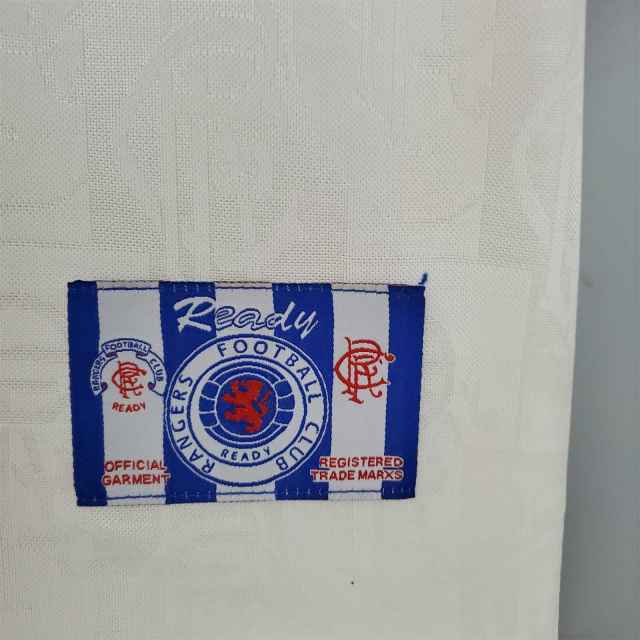 Ready
RANGERS FOOTBALL CLUB
READY
RANGERS FOOTBALL CLUB
READY
OFFICIAL
GARMENT
REGISTERED
TRADE MARXS